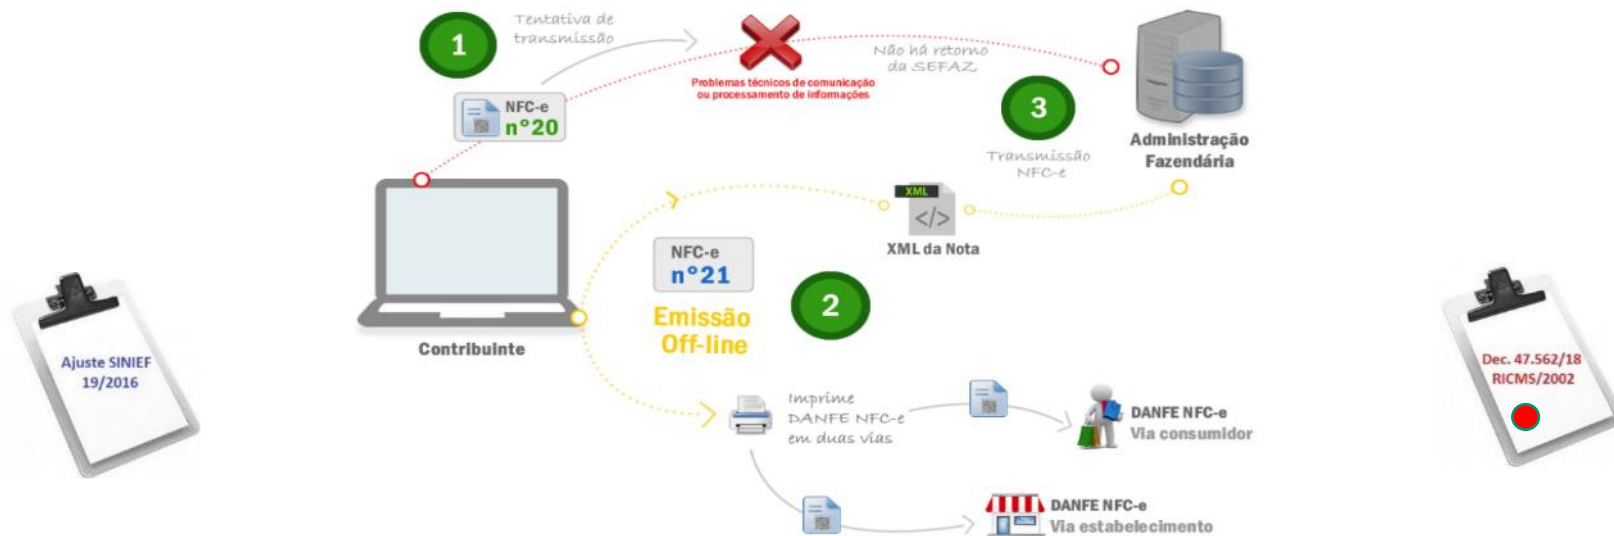 1
Tentativa de
transmissão
Não há retorno
da SEFAZ
Problemas técnicos de comunicação
ou processamento de informações
NFC-e
n°20
3
Transmissão
NFC-e
Administração
Fazendária
XML
</>
XML da Nota
NFC-e
n°21
Emissão
Off-line
2
Contribuinte
Ajuste SINIEF
19/2016
Dec. 47.562/18
RICMS/2002
Imprime
DANFE NFC-e
em duas vias
DANFE NFC-e
Via consumidor
DANFE NFC-e
Via estabelecimento